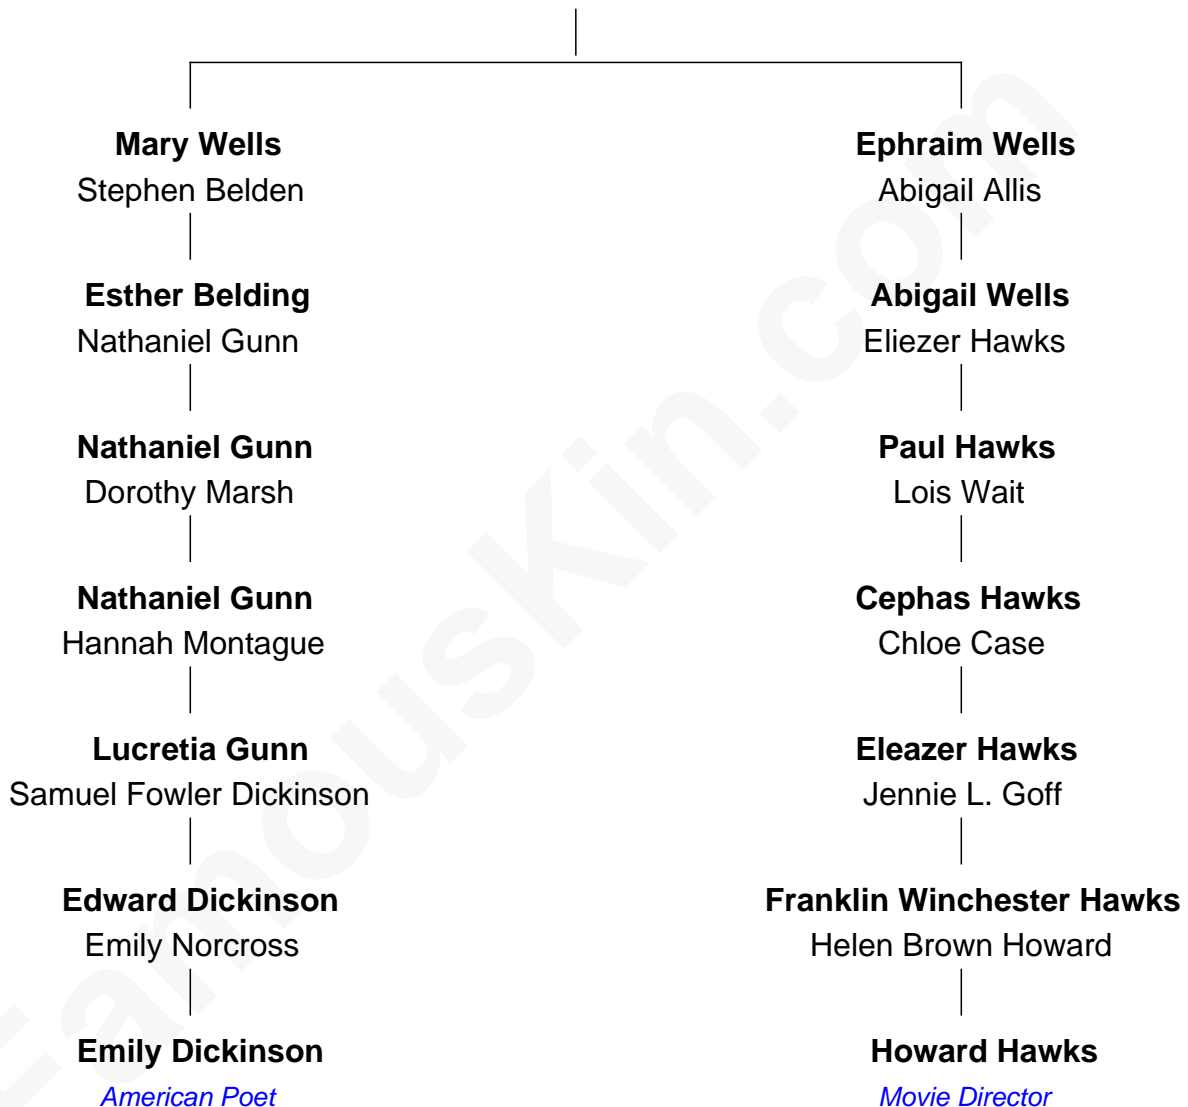 Mary Wells
Stephen Belden
Esther Belding
Nathaniel Gunn
Nathaniel Gunn
Dorothy Marsh
Nathaniel Gunn
Hannah Montague
Lucretia Gunn
Samuel Fowler Dickinson
Edward Dickinson
Emily Norcross
Emily Dickinson
American Poet
Ephraim Wells
Abigail Allis
Abigail Wells
Eliezer Hawks
Paul Hawks
Lois Wait
Cephas Hawks
Chloe Case
Eleazer Hawks
Jennie L. Goff
Franklin Winchester Hawks
Helen Brown Howard
Howard Hawks
Movie Director
FamousKin.com